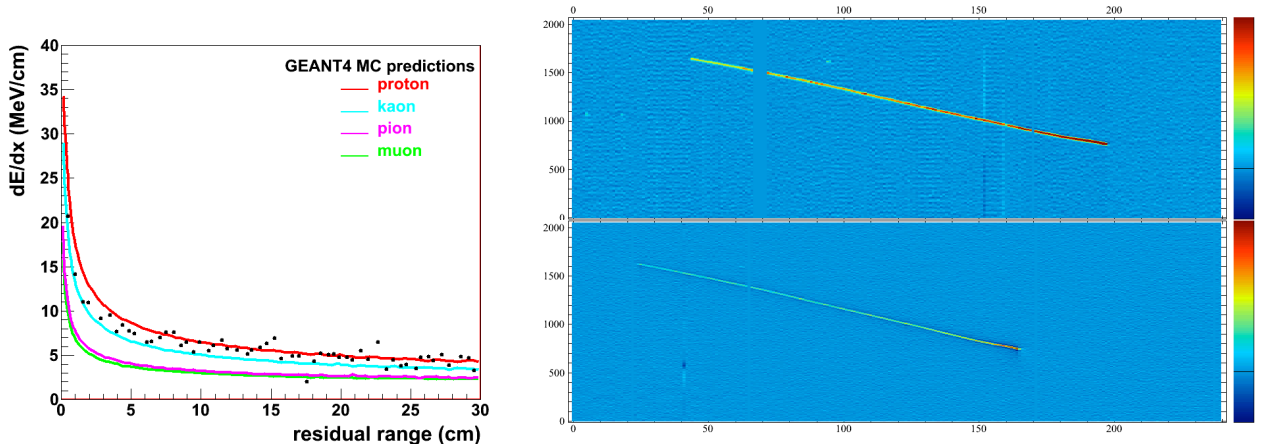 GEANT4 MC predictions
proton
kaon
pion
muon
dE/dx (MeV/cm)
40
35
30
25
20
15
10
5
0
0 5 10 15 20 25 30
residual range (cm)
0 50 100 150 200
2000
1500
1000
500
0
2000
1500
1000
500
0
0 50 100 150 200